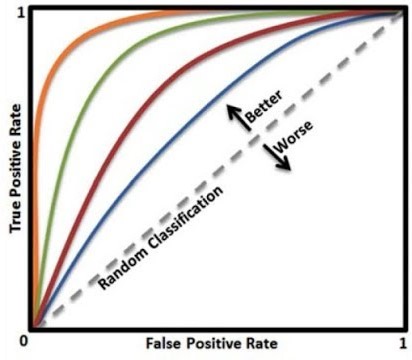 1
True Positive Rate
Better
Worse
Random Classification
0
False Positive Rate
1